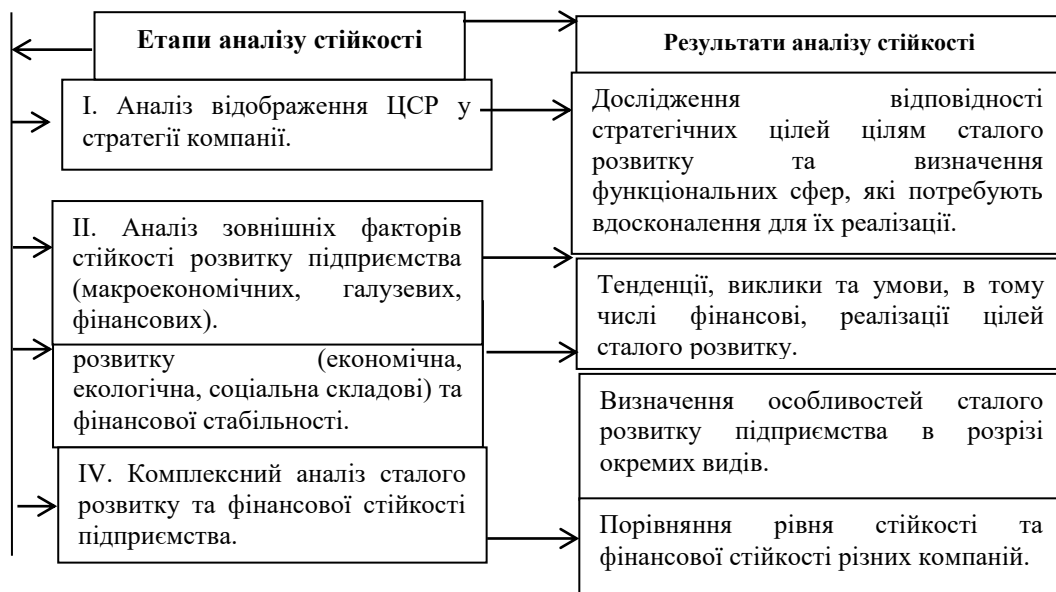 Етапи аналізу стійкості
Результати аналізу стійкості
І. Аналіз відображення ЦСР у
стратегії компанії.
Дослідження відповідності
стратегічних цілей цілям сталого
розвитку та визначення
функціональних сфер, які потребують
вдосконалення для їх реалізації.
ІІ. Аналіз зовнішніх факторів
стійкості розвитку підприємства
(макроекономічних, галузевих,
фінансових).
Тенденції, виклики та умови, в тому
числі фінансові, реалізації цілей
сталого розвитку.
розвитку (економічна,
екологічна, соціальна складові) та
фінансової стабільності.
Визначення особливостей сталого
розвитку підприємства в розрізі
окремих видів.
IV. Комплексний аналіз сталого
розвитку та фінансової стійкості
підприємства.
Порівняння рівня стійкості та
фінансової стійкості різних компаній.